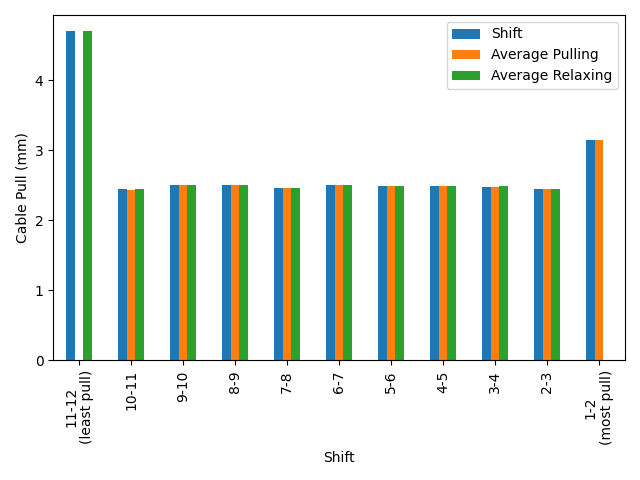 Shift
Average Pulling
Average Relaxing
Cable Pull (mm)
4
3
2
1
0
11-12
(least pull)
10-11
9-10
8-9
7-8
6-7
5-6
4-5
3-4
2-3
1-2
(most pull)
Shift